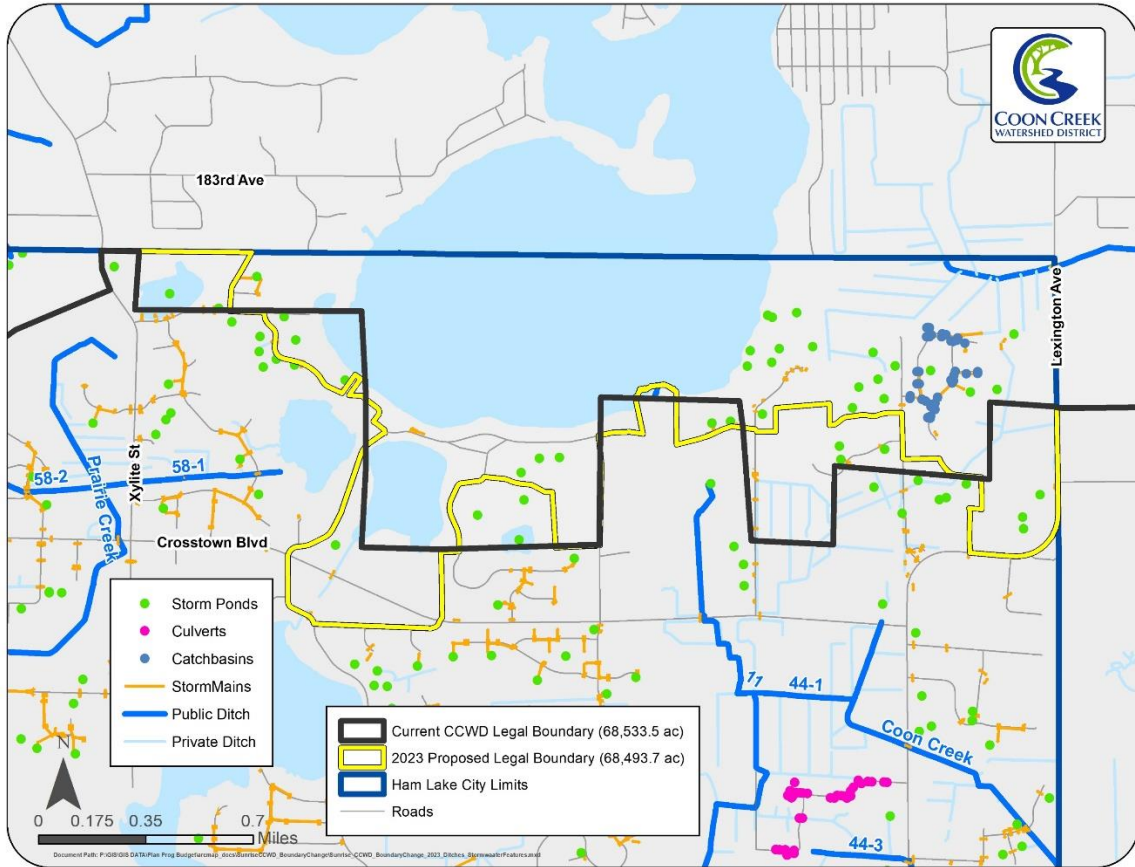 COON CREEK
WATERSHED DISTRICT
183rd Ave
Lexington Ave
Xylite St
58-2
58-1
Prairie Creek
Crosstown Blvd
Storm Ponds
Culverts
Catchbasins
StormMains
Public Ditch
Private Ditch
Current CCWD Legal Boundary (68,533.5 ac)
2023 Proposed Legal Boundary (68,493.7 ac)
Ham Lake City Limits
Roads
11
44-1
Coon Creek
44-3
N
0 0.175 0.35 0.7
Miles